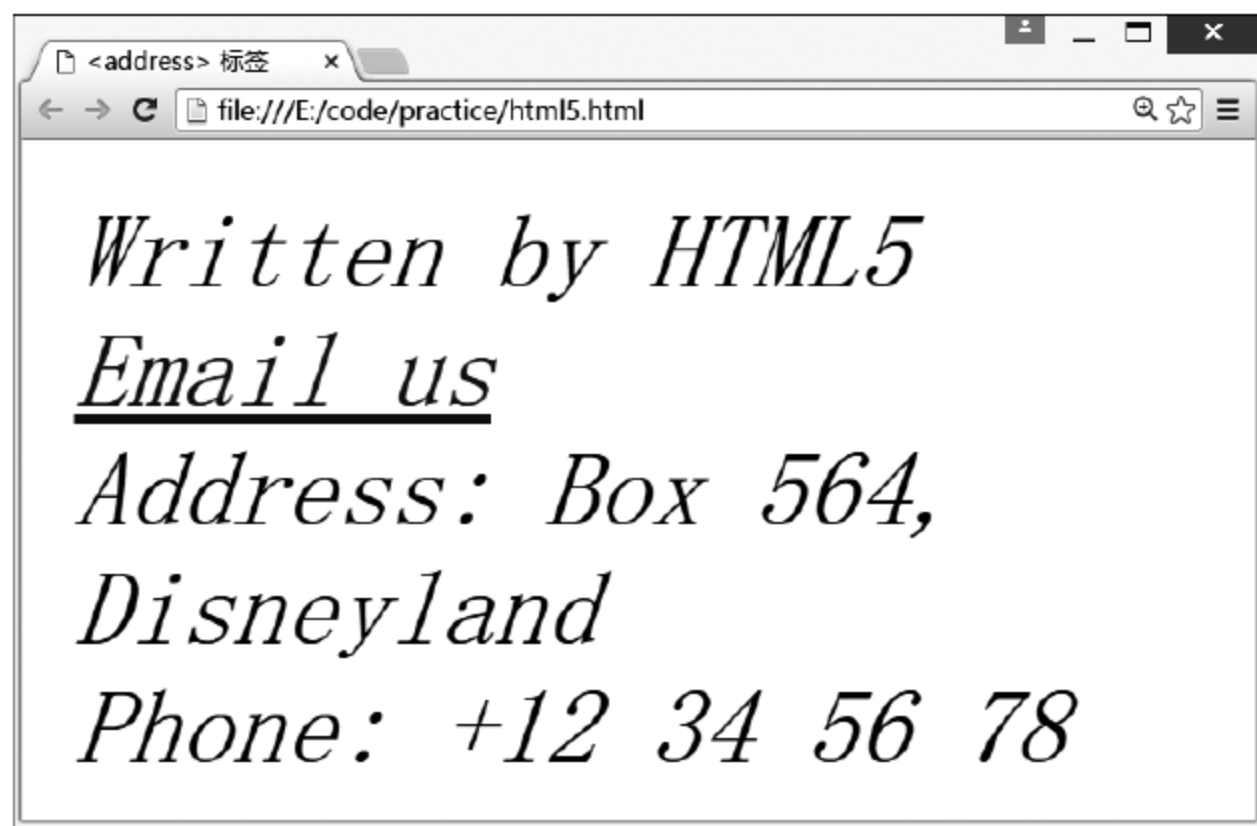 <address> 标签
file:///E:/code/practice/html5.html
Written by HTML5
Email us
Address: Box 564,
Disneyland
Phone: +12 34 56 78